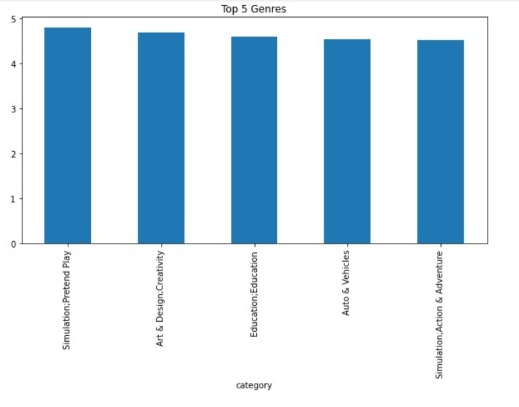 Top 5 Genres
5
4
3
2
1
0
Simulation;Pretend Play
Art & Design;Creativity
Education;Education
Auto & Vehicles
Simulation;Action & Adventure
category